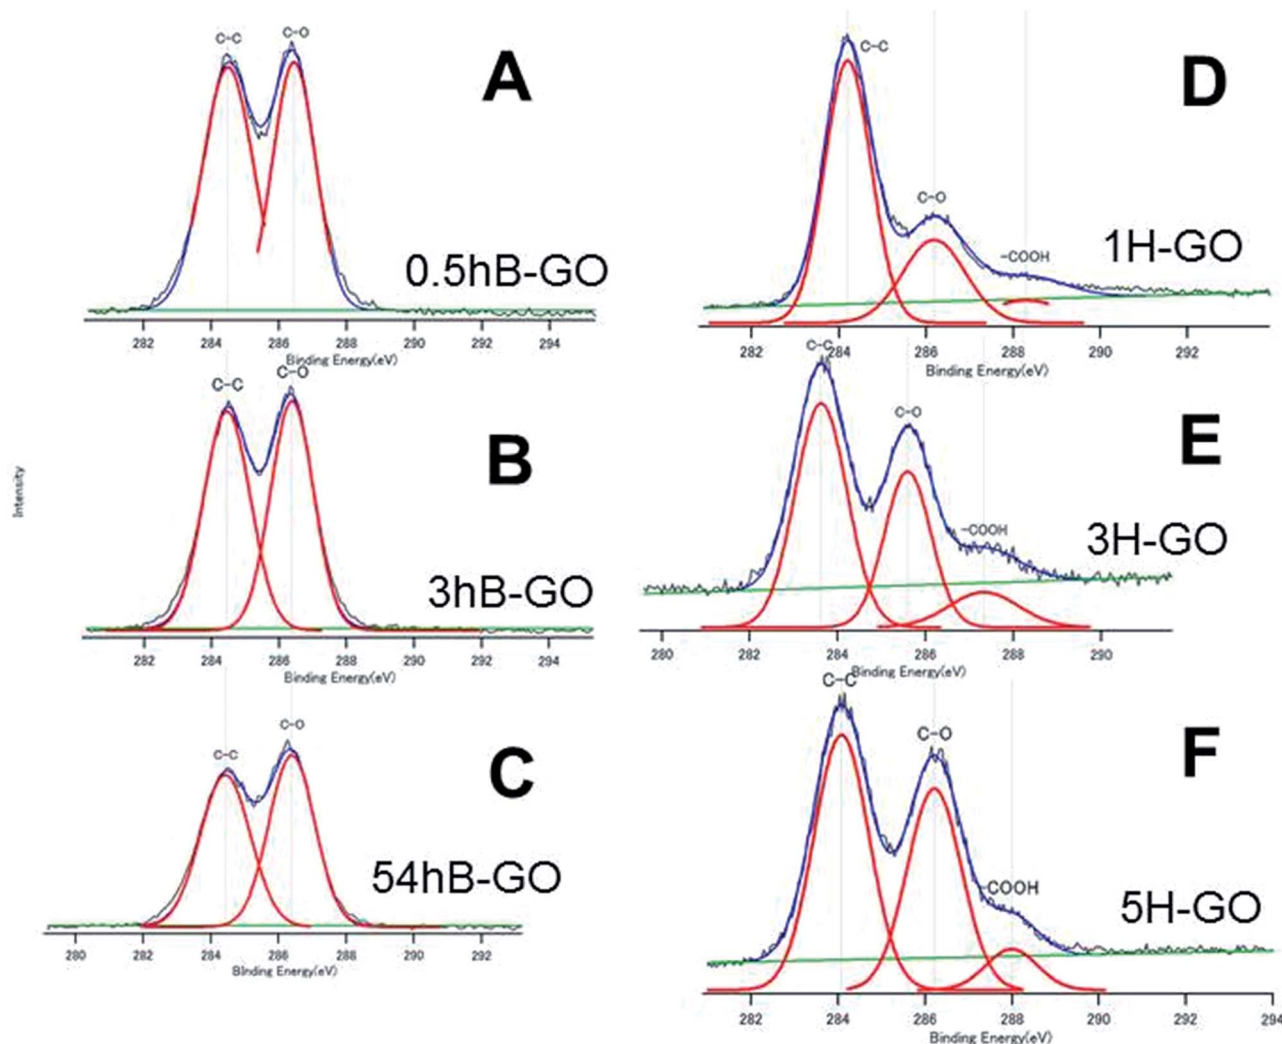 Intensity
C-C
C-O
A
0.5hB-GO
282 284 286 288 290 292 294
Binding Energy(eV)
C-C
C-O
B
3hB-GO
282 284 286 288 290 292 294
Binding Energy(eV)
C-C
C-O
C
54hB-GO
280 282 284 286 288 290 292
Binding Energy(eV)
C-C
C-O
-COOH
D
1H-GO
282 284 286 288 290 292
Binding Energy(eV)
C-C
C-O
-COOH
E
3H-GO
280 282 284 286 288 290
Binding Energy(eV)
C-C
C-O
-COOH
F
5H-GO
282 284 286 288 290 292 294
Binding Energy(eV)